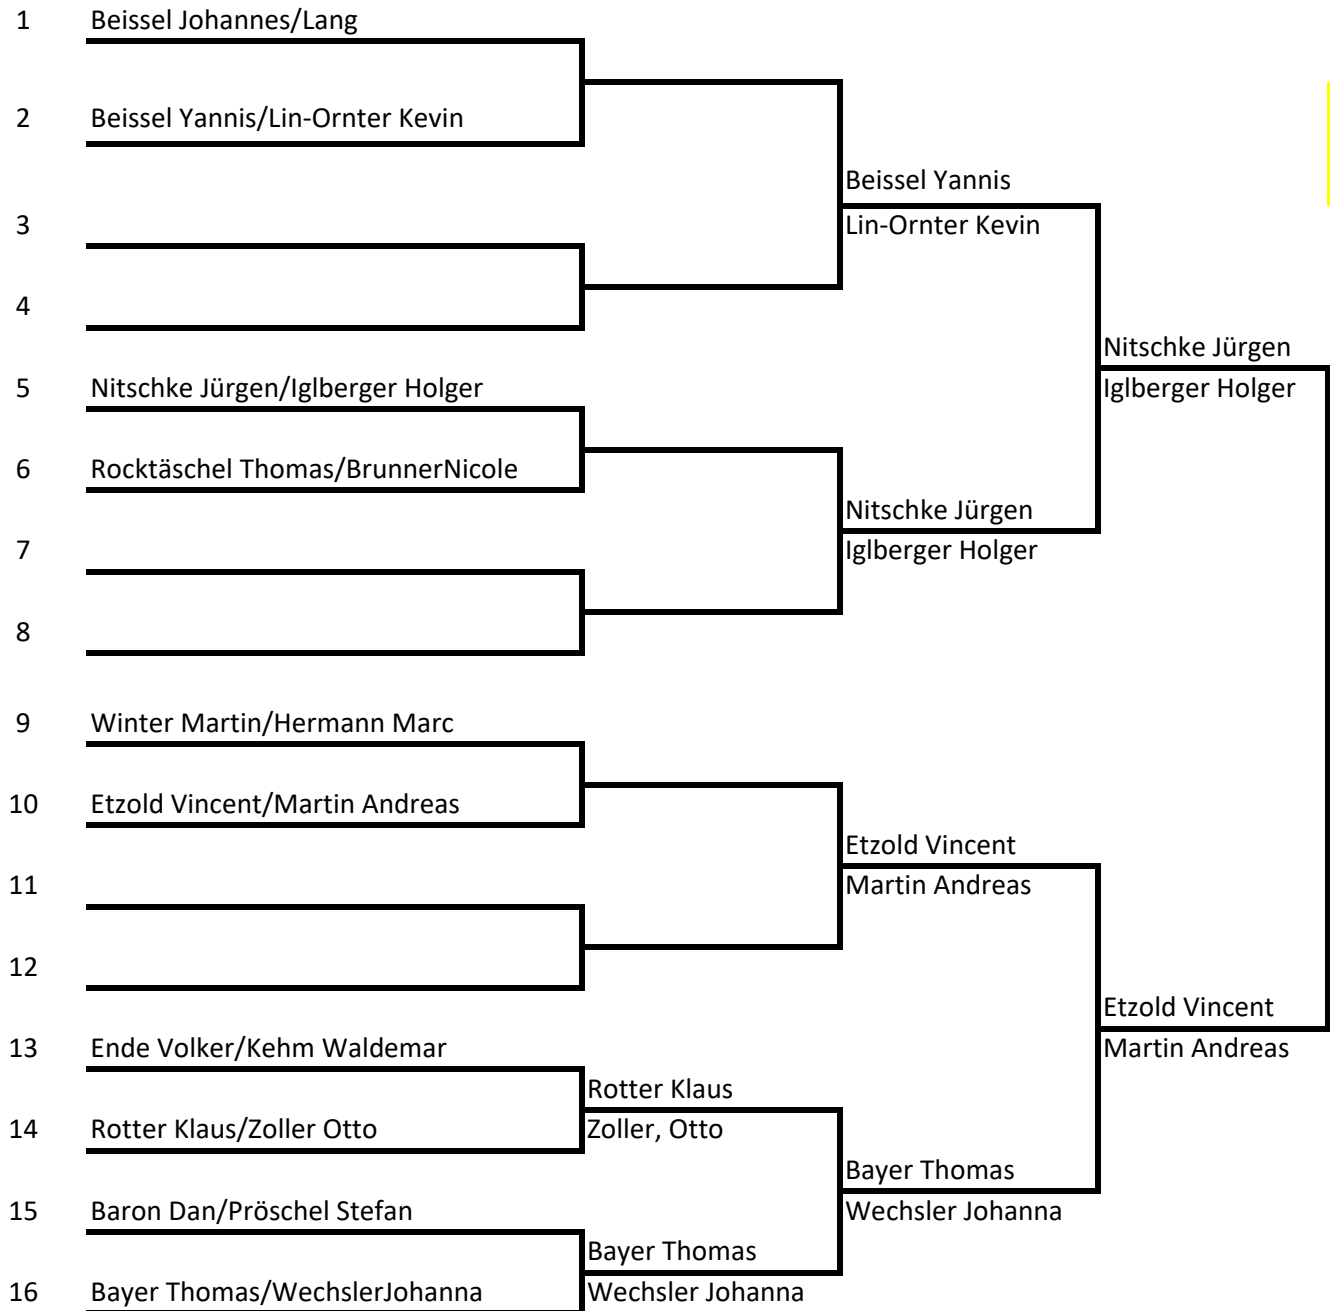 1 Beissel Johannes/Lang
2 Beissel Yannis/Lin-Ornter Kevin
Beissel Yannis
3 Lin-Ornter Kevin
4
Nitschke Jürgen
5 Nitschke Jürgen/Iglberger Holger Iglberger Holger
6 Rocktäschel Thomas/BrunnerNicole
Nitschke Jürgen
7 Iglberger Holger
8
9 Winter Martin/Hermann Marc
10 Etzold Vincent/Martin Andreas
Etzold Vincent
11 Martin Andreas
12
Etzold Vincent
13 Ende Volker/Kehm Waldemar Martin Andreas
Rotter Klaus
14 Rotter Klaus/Zoller Otto Zoller, Otto
Bayer Thomas
15 Baron Dan/Pröschel Stefan Wechsler Johanna
Bayer Thomas
16 Bayer Thomas/WechslerJohanna Wechsler Johanna